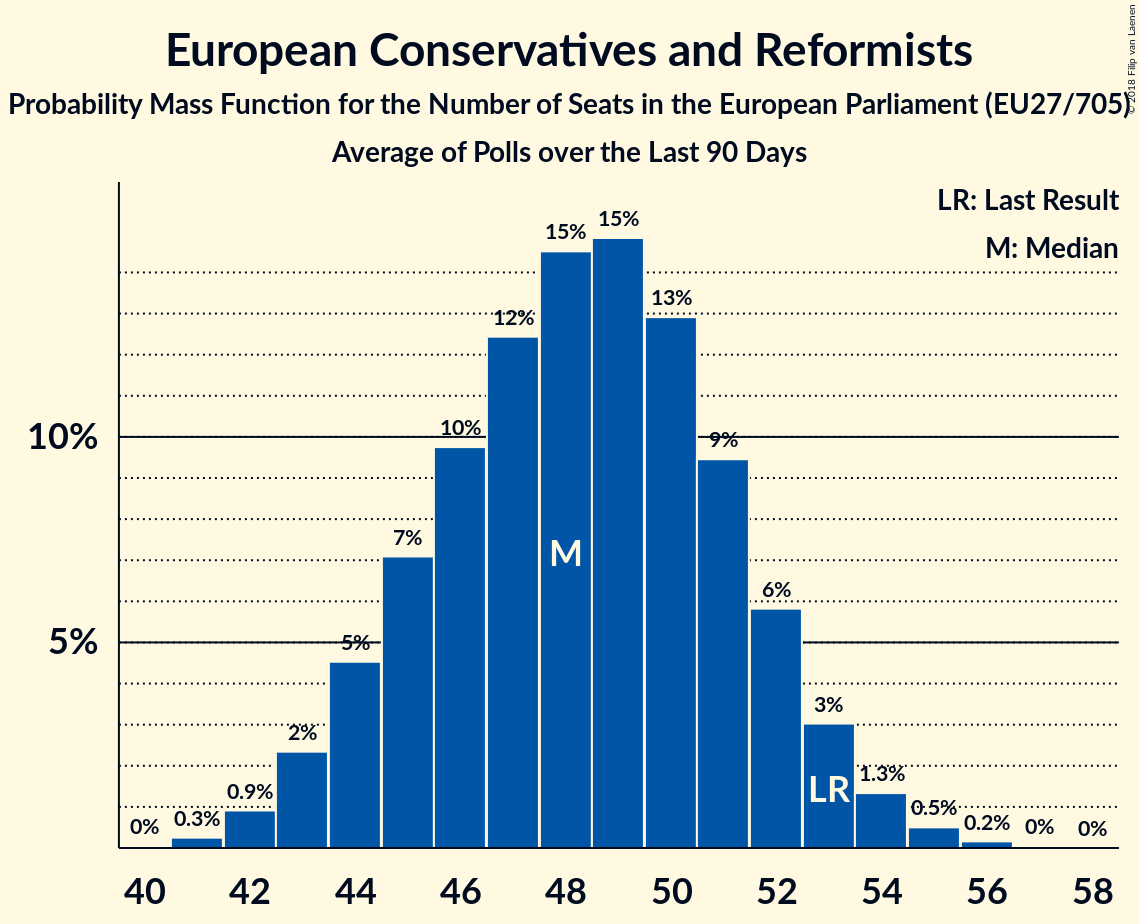 European Conservatives and Reformists
Probability Mass Function for the Number of Seats in the European Parliament (EU27/705)
Average of Polls over the Last 90 Days
© 2018 Filip van Laenen
LR: Last Result
M: Median
10%
5%
0%
0.3%
0.9%
2%
5%
7%
10%
12%
15%
15%
13%
9%
6%
3%
1.3%
0.5%
0.2%
0%
0%
M
LR
40 42 44 46 48 50 52 54 56 58